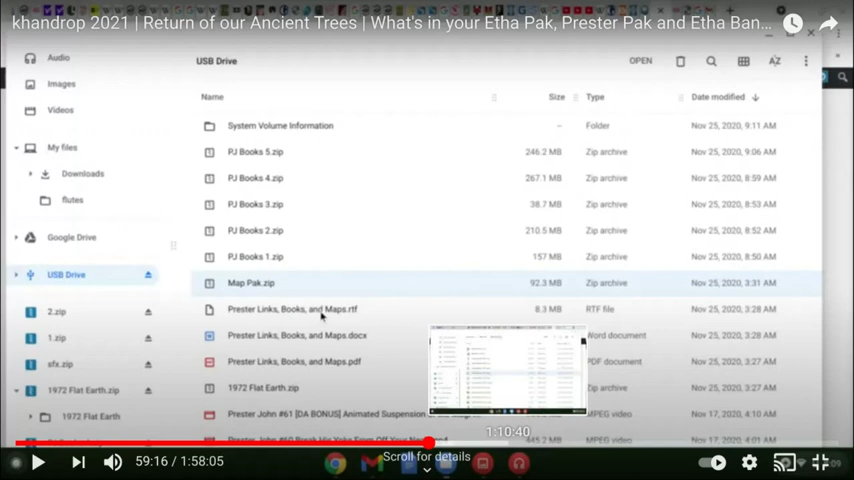 khandrop 2021 | Return of our Ancient Trees | What's in your Etha Pak, Prester Pak and Etha Ban...
Audio
USB Drive
OPEN
Images
Name
Size
Type
Date modified
Videos
System Volume Information
–
Folder
Nov 25, 2020, 9:11 AM
My files
PJ Books 5.zip
246.2 MB
Zip archive
Nov 25, 2020, 9:06 AM
Downloads
PJ Books 4.zip
267.1 MB
Zip archive
Nov 25, 2020, 8:59 AM
flutes
PJ Books 3.zip
38.7 MB
Zip archive
Nov 25, 2020, 8:53 AM
Google Drive
PJ Books 2.zip
210.5 MB
Zip archive
Nov 25, 2020, 8:52 AM
PJ Books 1.zip
157 MB
Zip archive
Nov 25, 2020, 8:50 AM
USB Drive
Map Pak.zip
92.3 MB
Zip archive
Nov 25, 2020, 3:31 AM
2.zip
Prester Links, Books, and Maps.rtf
8.3 MB
RTF file
Nov 25, 2020, 3:28 AM
1.zip
Prester Links, Books, and Maps.docx
Word document
Nov 25, 2020, 3:28 AM
sfx.zip
Prester Links, Books, and Maps.pdf
PDF document
Nov 25, 2020, 3:27 AM
1972 Flat Earth.zip
1972 Flat Earth.zip
Zip archive
Nov 25, 2020, 3:27 AM
1972 Flat Earth
Prester John #61 [DA BONUS] Animated Suspension
MPEG video
Nov 17, 2020, 4:10 AM
1:10:40
MPEG video
59:16 / 1:58:05
Scroll for details